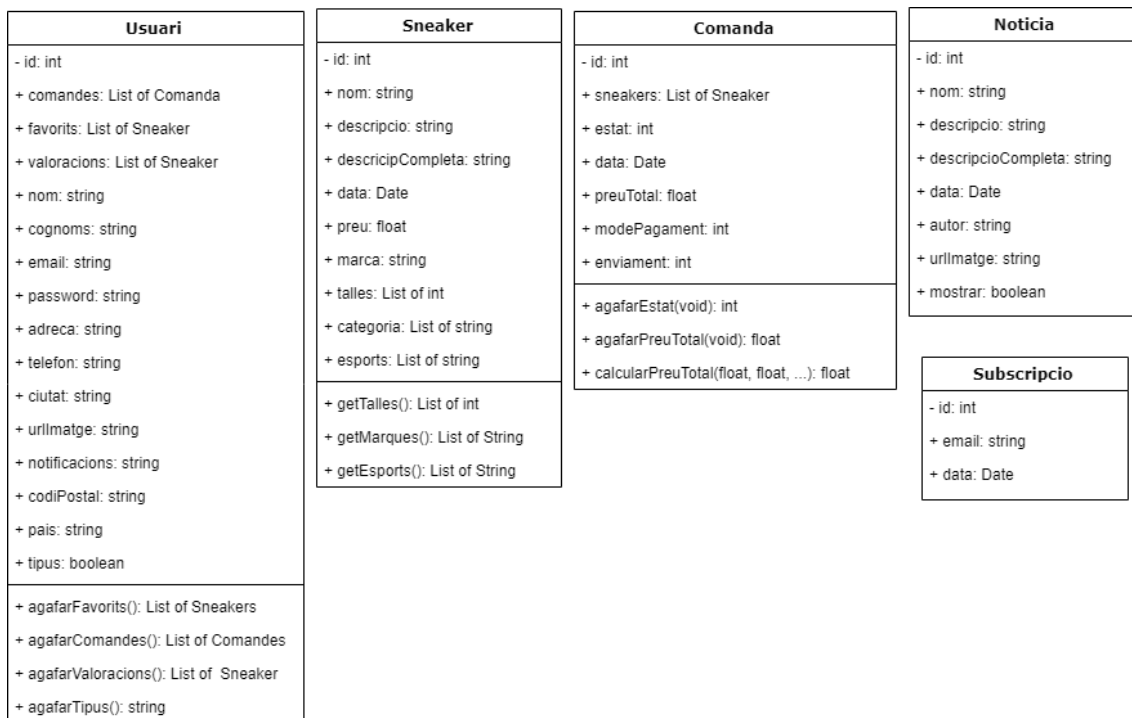 Usuari
- id: int
+ comandes: List of Comanda
+ favorits: List of Sneaker
+ valoracions: List of Sneaker
+ nom: string
+ cognoms: string
+ email: string
+ password: string
+ adreca: string
+ telefon: string
+ ciutat: string
+ urlImatge: string
+ notificacions: string
+ codiPostal: string
+ pais: string
+ tipus: boolean
+ agafarFavorits(): List of Sneakers
+ agafarComandes(): List of Comandes
+ agafarValoracions(): List of  Sneaker
+ agafarTipus(): string
Sneaker
- id: int
+ nom: string
+ descripcio: string
+ descricipCompleta: string
+ data: Date
+ preu: float
+ marca: string
+ talles: List of int
+ categoria: List of string
+ esports: List of string
+ getTalles(): List of int
+ getMarques(): List of String
+ getEsports(): List of String
Comanda
- id: int
+ sneakers: List of Sneaker
+ estat: int
+ data: Date
+ preuTotal: float
+ modePagament: int
+ enviament: int
+ agafarEstat(void): int
+ agafarPreuTotal(void): float
+ calcularPreuTotal(float, float, ...): float
Noticia
- id: int
+ nom: string
+ descripcio: string
+ descripcioCompleta: string
+ data: Date
+ autor: string
+ urlImatge: string
+ mostrar: boolean
Subscripcio
- id: int
+ email: string
+ data: Date